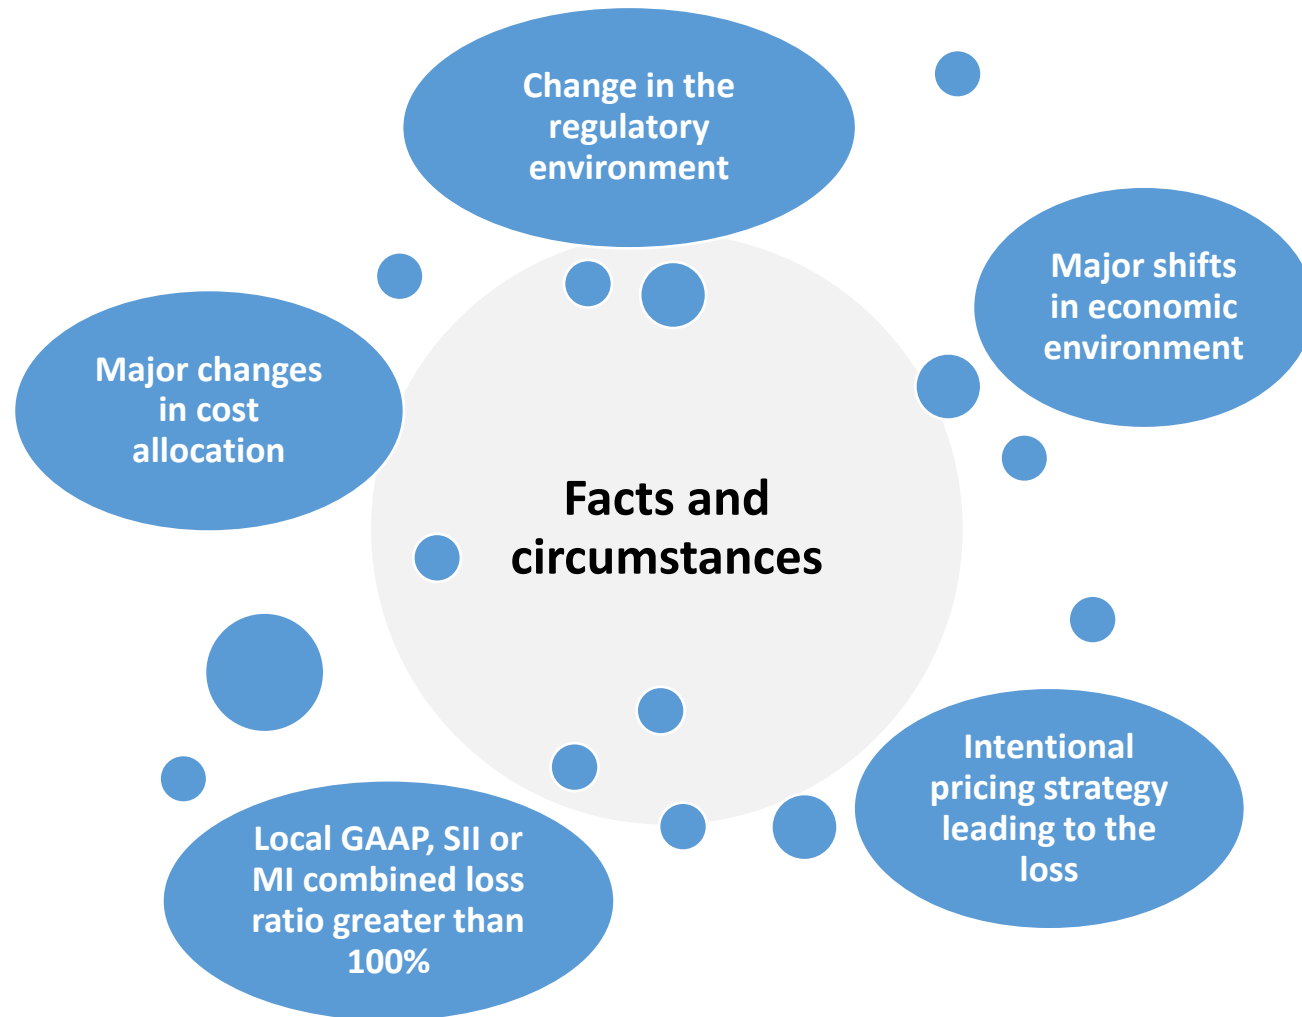 Change in the
regulatory
environment
Major shifts
in economic
environment
Major changes
in cost
allocation
Facts and
circumstances
Intentional
pricing strategy
leading to the
loss
Local GAAP, SII or
MI combined loss
ratio greater than
100%